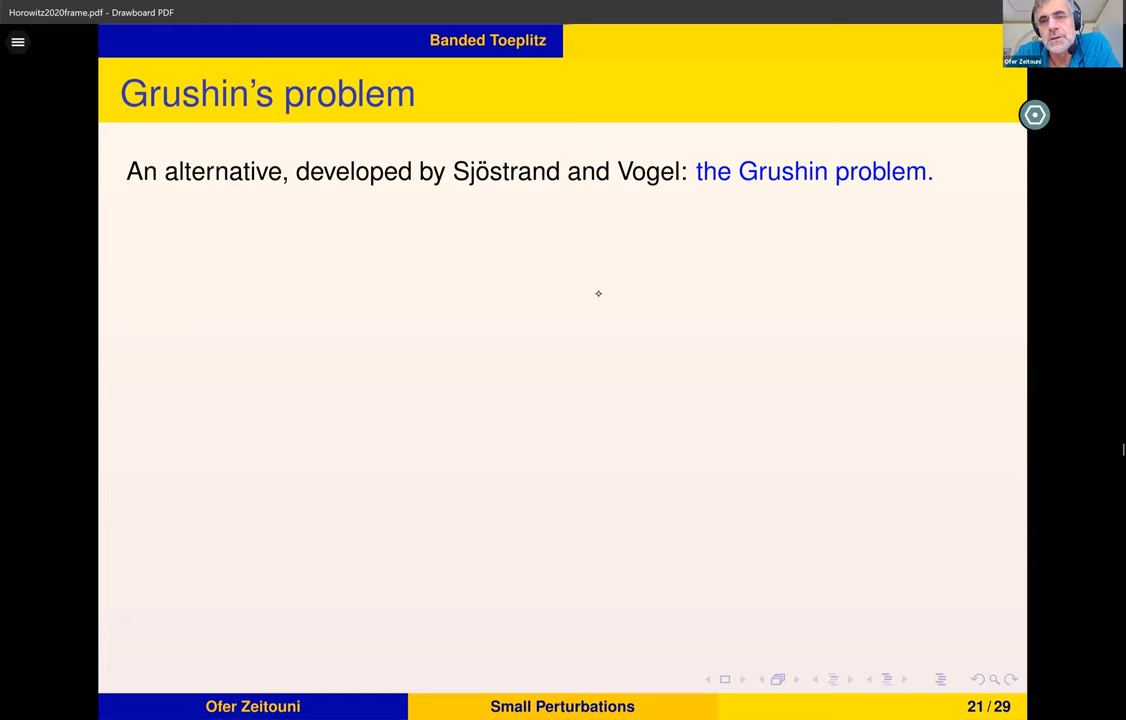 Horowitz2020frame.pdf - Drawboard PDF
Ofer Zeitouni
Banded Toeplitz
Grushin's problem
An alternative, developed by Sjöstrand and Vogel: the Grushin problem.
Ofer Zeitouni
Small Perturbations
21 / 29